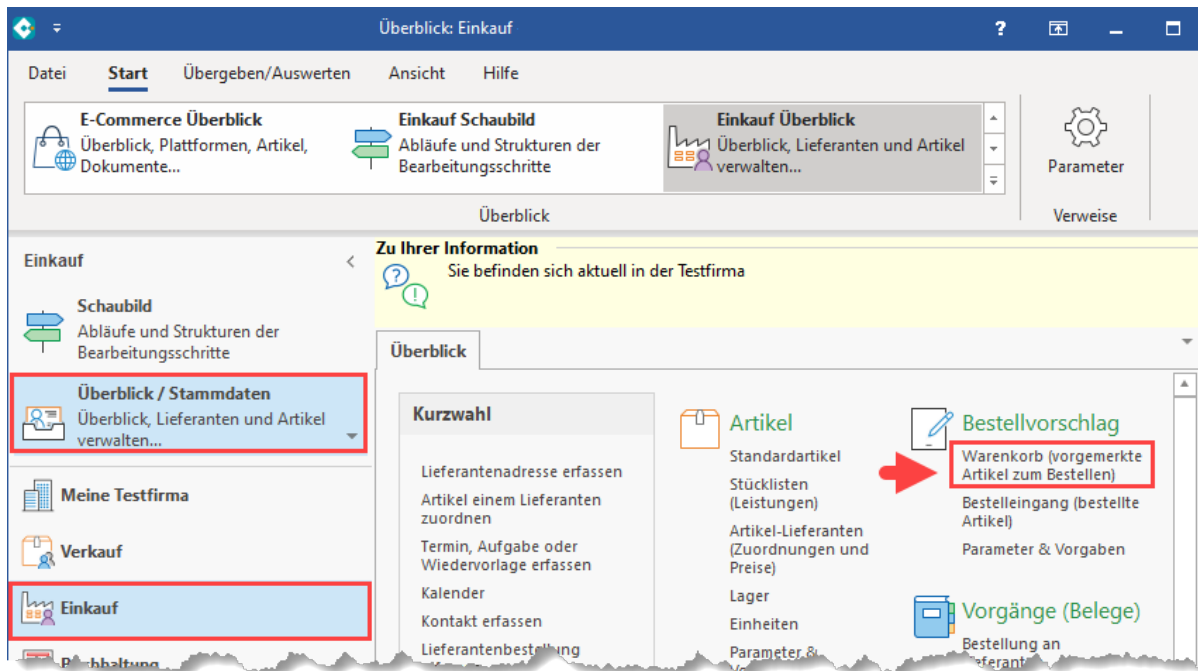 Überblick: Einkauf
?
Datei Start Übergeben/Auswerten Ansicht Hilfe
E-Commerce Überblick
Überblick, Plattformen, Artikel,
Dokumente...
Einkauf Schaubild
Abläufe und Strukturen der
Bearbeitungsschritte
Einkauf Überblick
Überblick, Lieferanten und Artikel
verwalten...
Parameter
Überblick
Verweise
Einkauf
Schaubild
Abläufe und Strukturen der
Bearbeitungsschritte
Überblick / Stammdaten
Überblick, Lieferanten und Artikel
verwalten...
Meine Testfirma
Verkauf
Einkauf
Zu Ihrer Information
Sie befinden sich aktuell in der Testfirma
Überblick
Kurzwahl
Lieferantenadresse erfassen
Artikel einem Lieferanten
zuordnen
Termin, Aufgabe oder
Wiedervorlage erfassen
Kalender
Kontakt erfassen
Artikel
Standardartikel
Stücklisten
(Leistungen)
Artikel-Lieferanten
(Zuordnungen und
Preise)
Lager
Einheiten
Parameter &
Bestellvorschlag
Warenkorb (vorgemerkte
Artikel zum Bestellen)
Bestelleingang (bestellte
Artikel)
Parameter & Vorgaben
Vorgänge (Belege)
Bestellung an